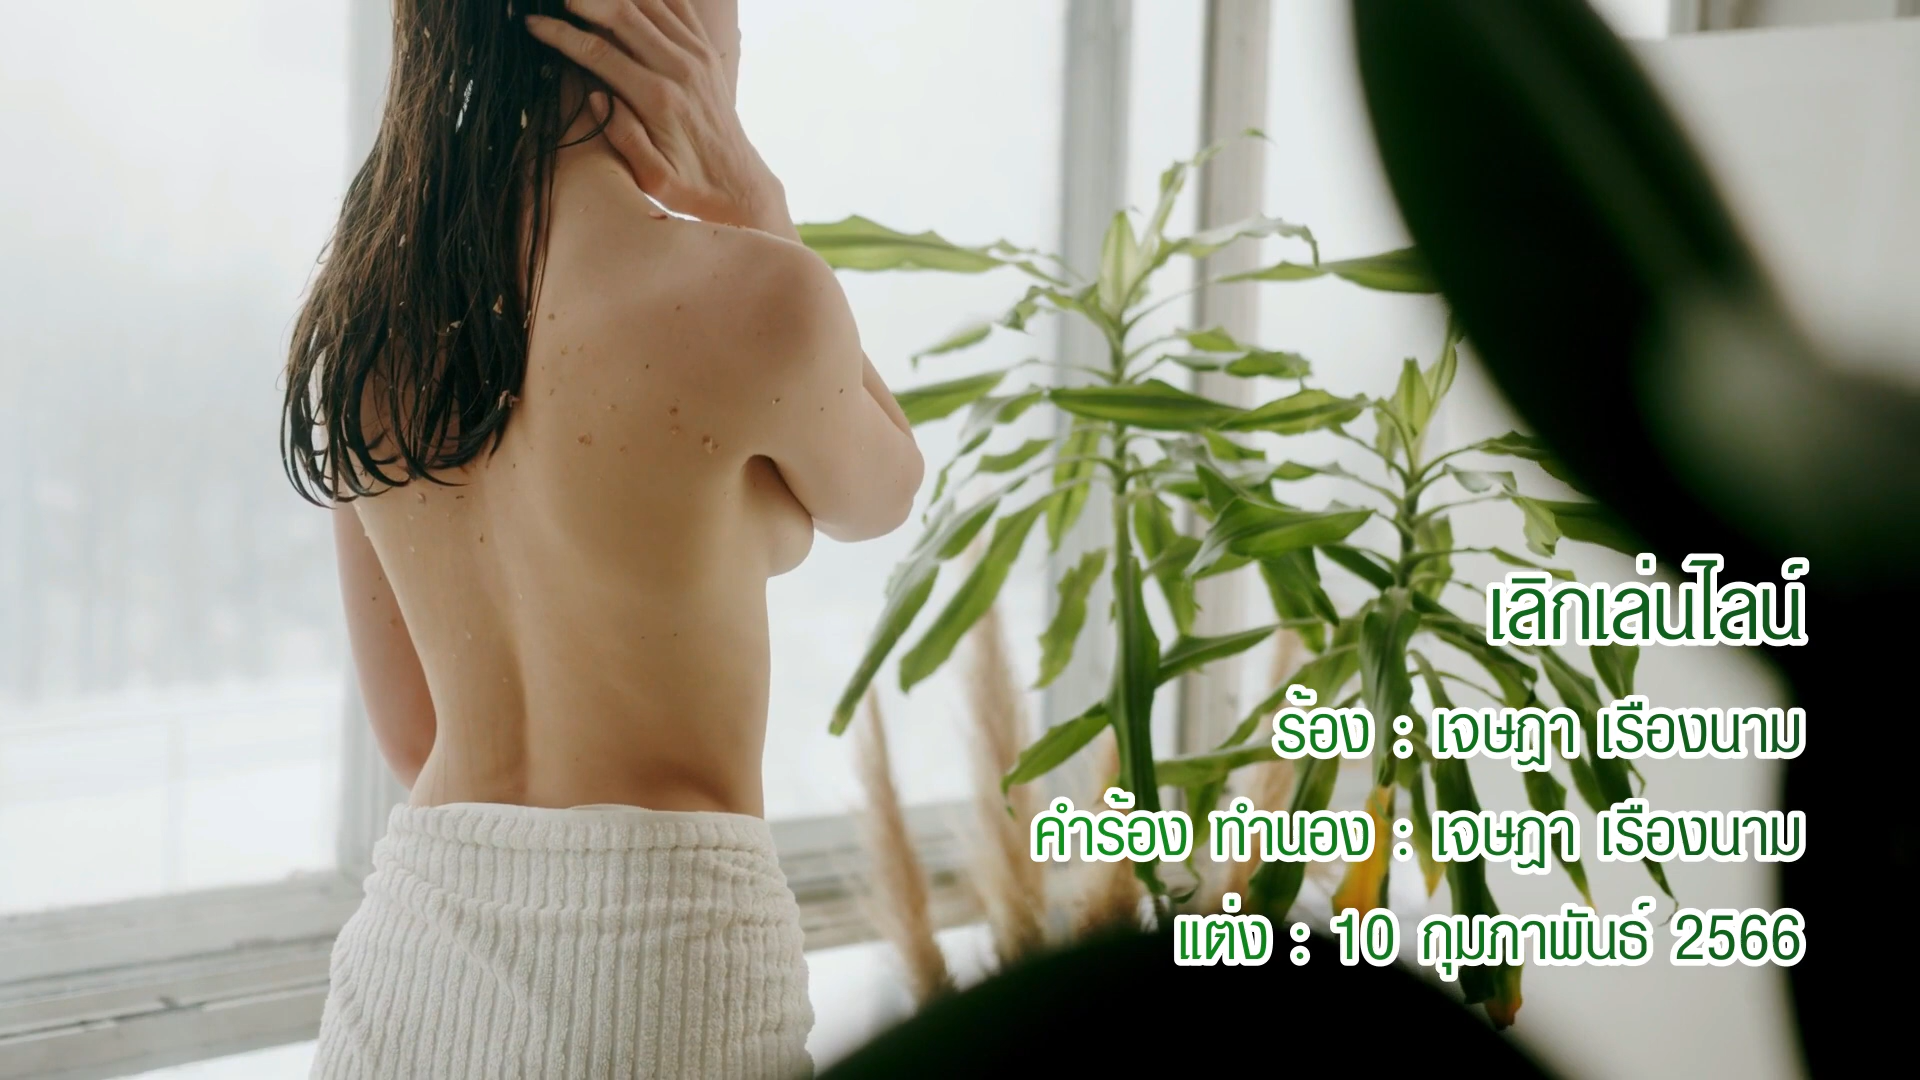 เลิกเล่นไลน์
ร้อง : เจษฎา เรืองนาม
คำร้อง ทำนอง : เจษฎา เรืองนาม
แต่ง : 10 กุมภาพันธ์ 2566